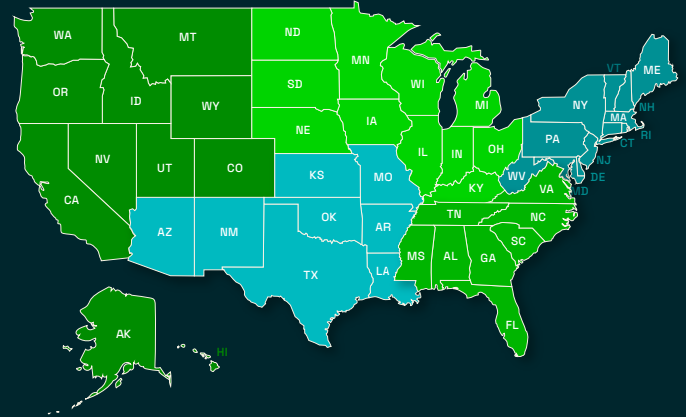 WA
MT
ND
MN
VT
ME
OR
ID
WY
SD
WI
MI
NY
NH
MA
RI
CT
NV
UT
CO
NE
IA
IL
IN
OH
PA
NJ
DE
MD
CA
KS
MO
KY
WV
VA
AZ
NM
OK
AR
TN
NC
SC
TX
LA
MS
AL
GA
FL
AK
HI